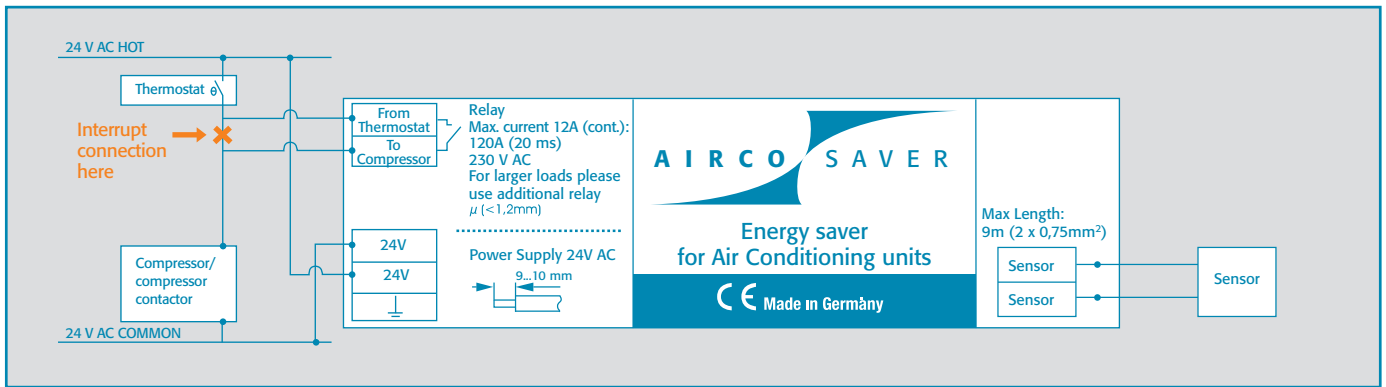 24 V AC HOT
Thermostat θ
Interrupt
connection
here
Compressor/
compressor
contactor
24 V AC COMMON
From
Thermostat
To
Compressor
24V
24V
Relay
Max. current 12A (cont.):
120A (20 ms)
230 V AC
For larger loads please
use additional relay
μ (<1,2mm)
Power Supply 24V AC
9...10 mm
AIRCO SAVER
Energy saver
for Air Conditioning units
CE Made in Germany
Max Length:
9m (2 x 0,75mm²)
Sensor
Sensor
Sensor